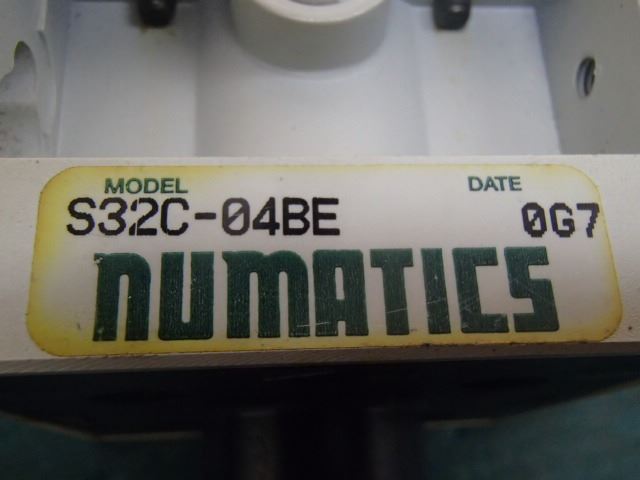 MODEL DATE
S32C-04BE 0G7
NUMATICS